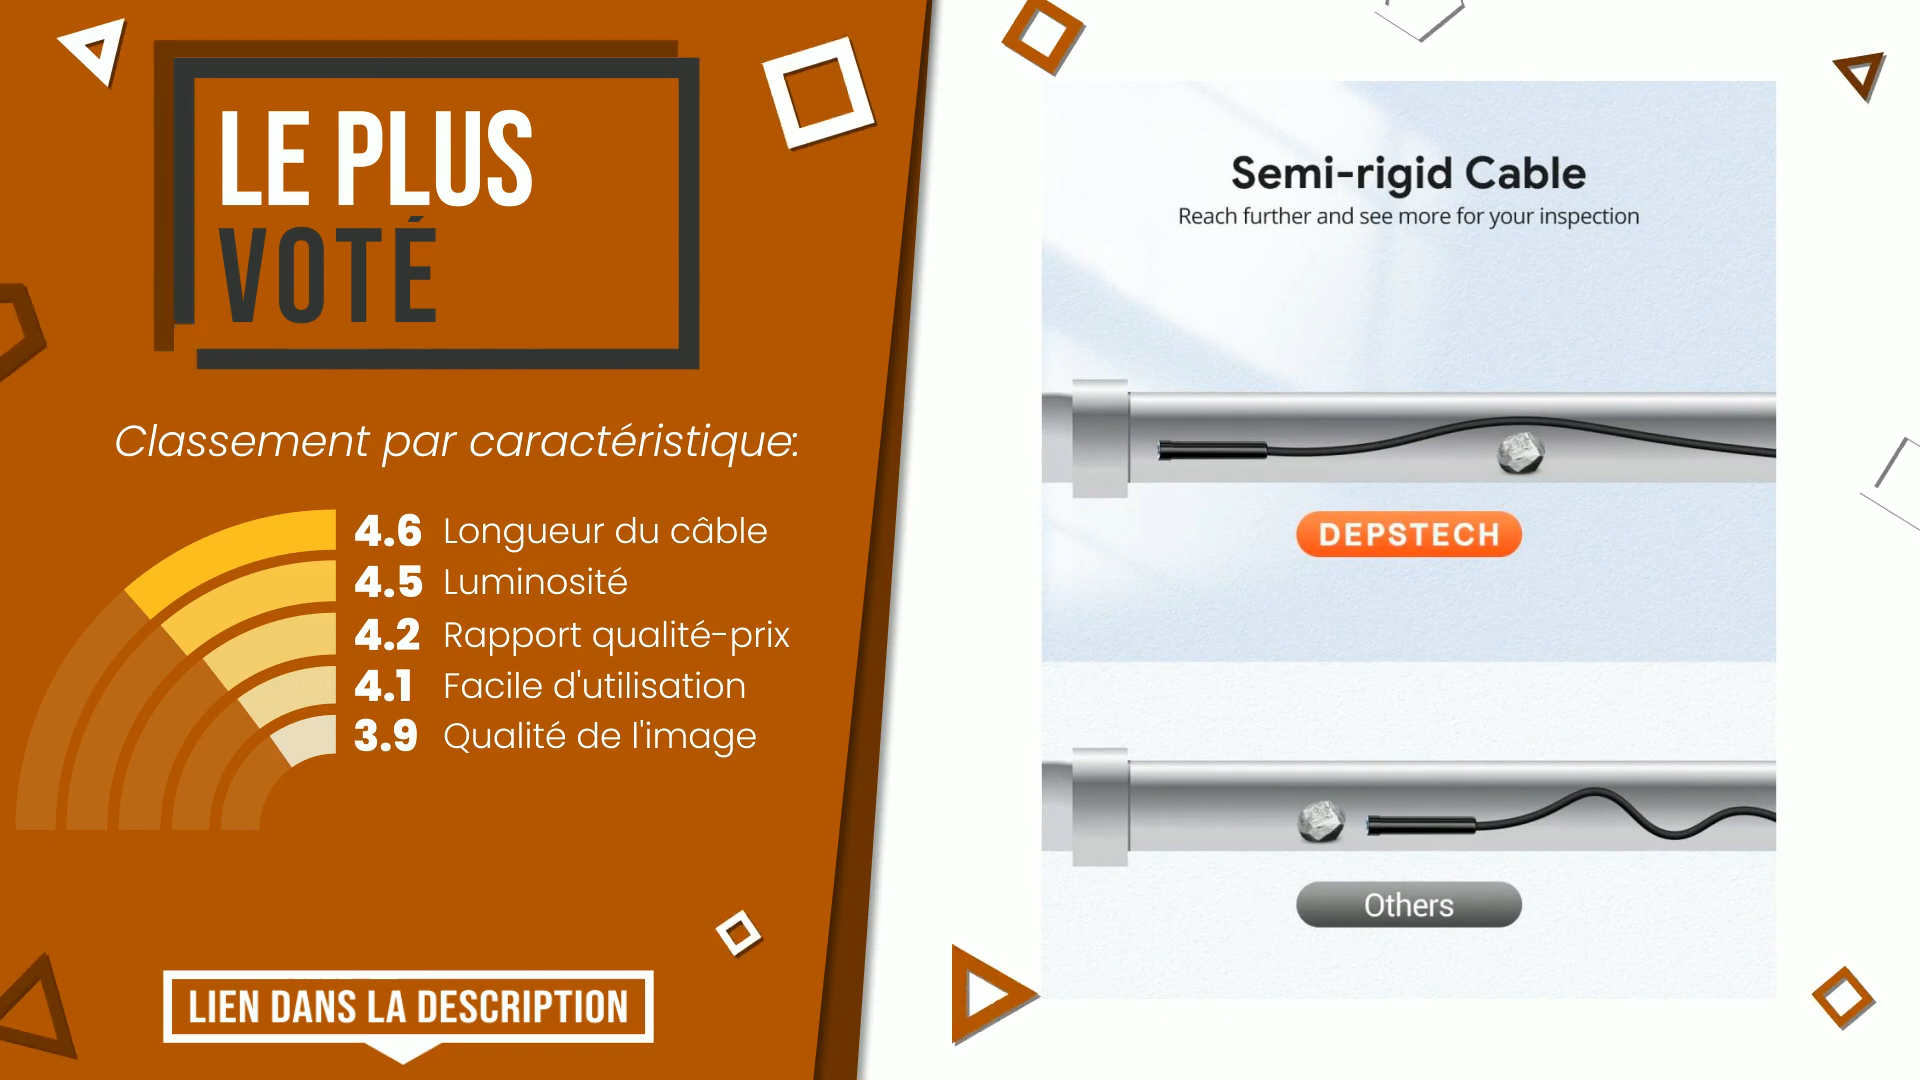 LE PLUS
VOTÉ
Classement par caractéristique:
4.6 Longueur du câble
4.5 Luminosité
4.2 Rapport qualité-prix
4.1 Facile d'utilisation
3.9 Qualité de l'image
LIEN DANS LA DESCRIPTION
Semi-rigid Cable
Reach further and see more for your inspection
DEPSTECH
Others